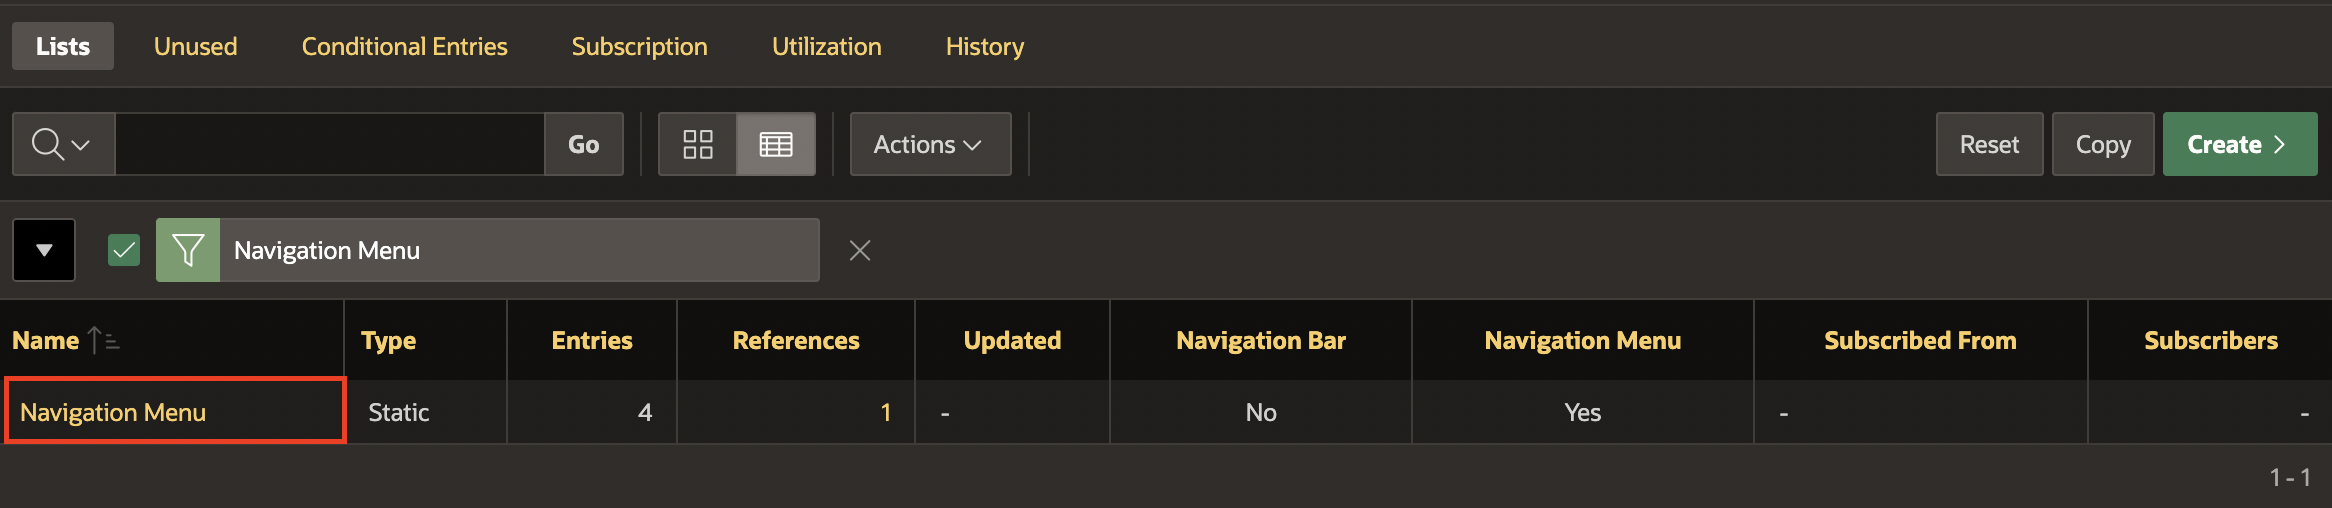 Lists Unused Conditional Entries Subscription Utilization History
Go Actions Reset Copy Create
Navigation Menu
Name Type Entries References Updated Navigation Bar Navigation Menu Subscribed From Subscribers
Navigation Menu Static 4 1 - No Yes - -
1 - 1